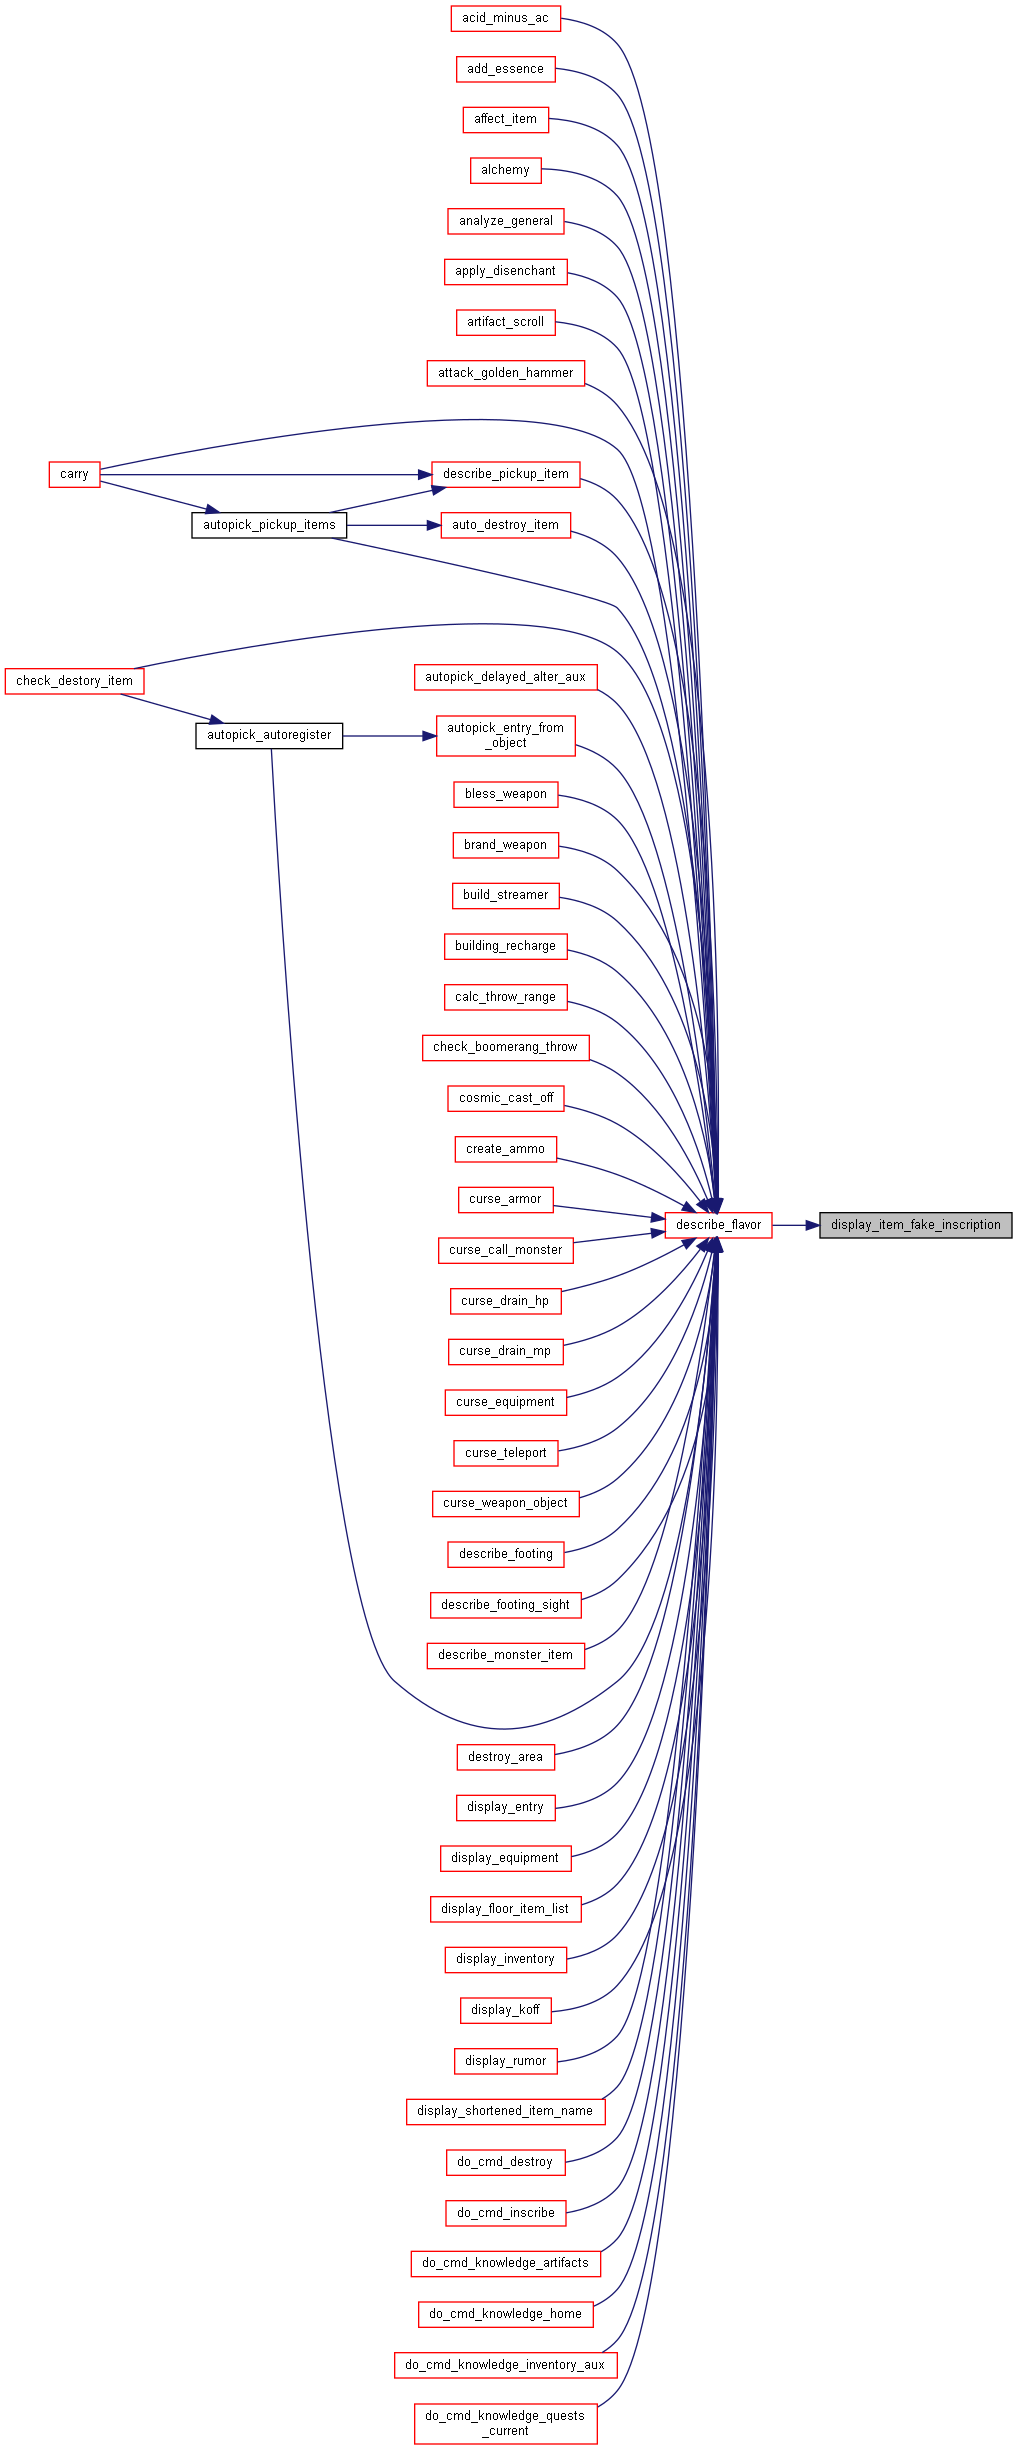 acid_minus_ac
add_essence
affect_item
alchemy
analyze_general
apply_disenchant
artifact_scroll
attack_golden_hammer
carry
describe_pickup_item
autopick_pickup_items
auto_destroy_item
check_destory_item
autopick_delayed_alter_aux
autopick_autoregister
autopick_entry_from
_object
bless_weapon
brand_weapon
build_streamer
building_recharge
calc_throw_range
check_boomerang_throw
cosmic_cast_off
create_ammo
curse_armor
describe_flavor
display_item_fake_inscription
curse_call_monster
curse_drain_hp
curse_drain_mp
curse_equipment
curse_teleport
curse_weapon_object
describe_footing
describe_footing_sight
describe_monster_item
destroy_area
display_entry
display_equipment
display_floor_item_list
display_inventory
display_koff
display_rumor
display_shortened_item_name
do_cmd_destroy
do_cmd_inscribe
do_cmd_knowledge_artifacts
do_cmd_knowledge_home
do_cmd_knowledge_inventory_aux
do_cmd_knowledge_quests
_current